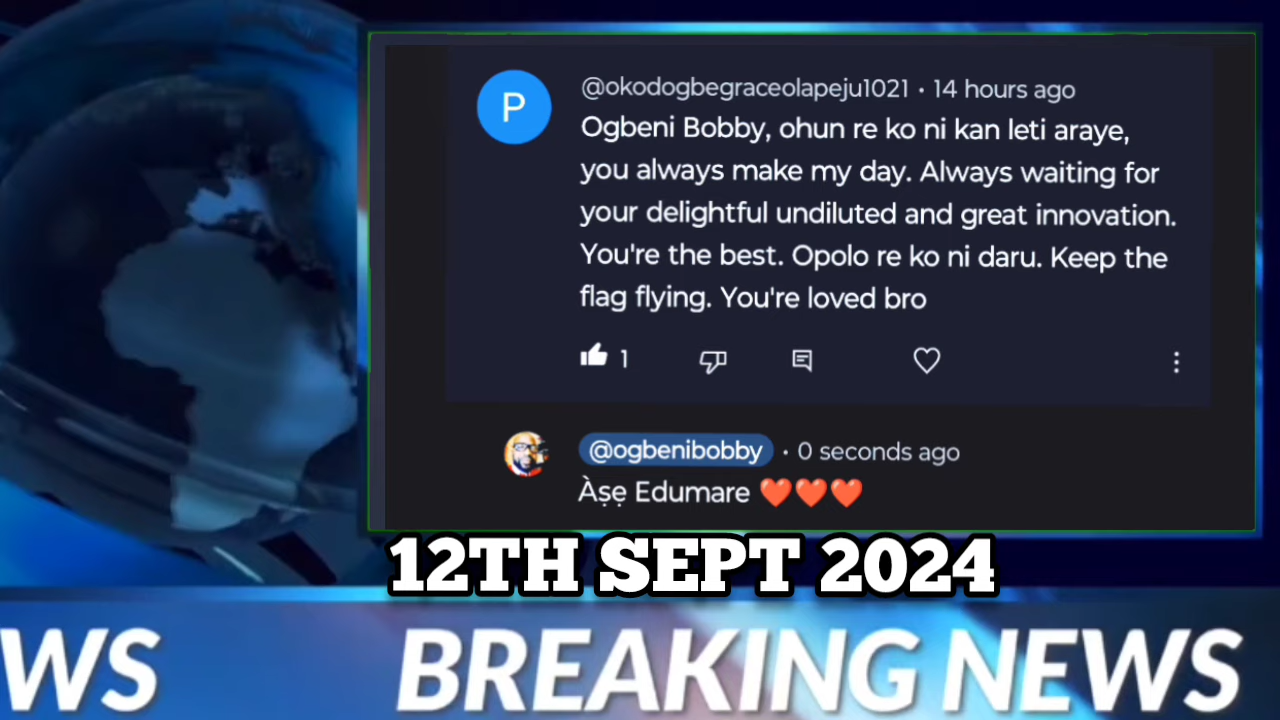 P
@okodogbegraceolapeju1021 · 14 hours ago
Ogbeni Bobby, ohun re ko ni kan leti araye,
you always make my day. Always waiting for
your delightful undiluted and great innovation.
You're the best. Opolo re ko ni daru. Keep the
flag flying. You're loved bro
1
@ogbenibobby · 0 seconds ago
Àṣẹ Edumare ❤️❤️❤️
12TH SEPT 2024
WS BREAKING NEWS